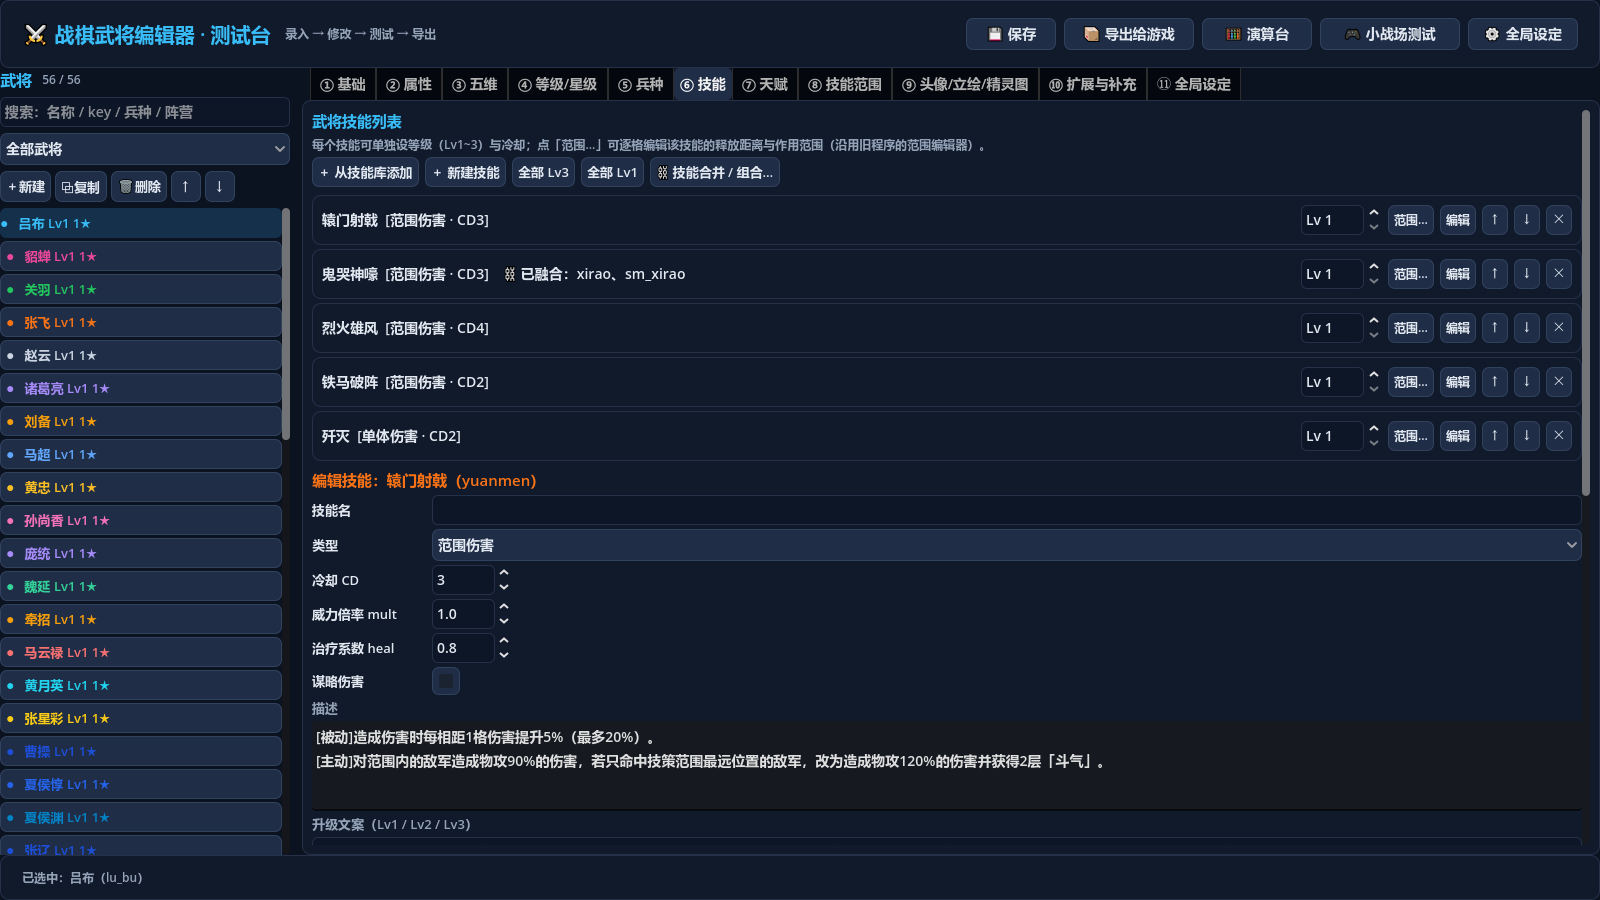 战棋武将编辑器 · 测试台
录入 → 修改 → 测试 → 导出
保存
导出给游戏
演算台
小战场测试
全局设定
武将 56 / 56
搜索：名称 / key / 兵种 / 阵营
全部武将
+新建
复制
删除
↑
↓
吕布 Lv1 1★
貂蝉 Lv1 1★
关羽 Lv1 1★
张飞 Lv1 1★
赵云 Lv1 1★
诸葛亮 Lv1 1★
刘备 Lv1 1★
马超 Lv1 1★
黄忠 Lv1 1★
孙尚香 Lv1 1★
庞统 Lv1 1★
魏延 Lv1 1★
牵招 Lv1 1★
马云禄 Lv1 1★
黄月英 Lv1 1★
张星彩 Lv1 1★
曹操 Lv1 1★
夏侯惇 Lv1 1★
夏侯渊 Lv1 1★
张辽 Lv1 1★
① 基础
② 属性
③ 五维
④ 等级/星级
⑤ 兵种
⑥ 技能
⑦ 天赋
⑧ 技能范围
⑨ 头像/立绘/精灵图
⑩ 扩展与补充
⑪ 全局设定
武将技能列表
每个技能可单独设等级（Lv1~3）与冷却；点「范围…」可逐格编辑该技能的释放距离与作用范围（沿用旧程序的范围编辑器）。
+ 从技能库添加
+ 新建技能
全部 Lv3
全部 Lv1
⛓ 技能合并 / 组合…
辕门射戟 [范围伤害 · CD3] Lv 1 范围… 编辑 ↑ ↓ ×
鬼哭神嚎 [范围伤害 · CD3] ⛓ 已融合：xirao、sm_xirao Lv 1 范围… 编辑 ↑ ↓ ×
烈火雄风 [范围伤害 · CD4] Lv 1 范围… 编辑 ↑ ↓ ×
铁马破阵 [范围伤害 · CD2] Lv 1 范围… 编辑 ↑ ↓ ×
歼灭 [单体伤害 · CD2] Lv 1 范围… 编辑 ↑ ↓ ×
编辑技能：辕门射戟（yuanmen）
技能名
类型 范围伤害
冷却 CD 3
威力倍率 mult 1.0
治疗系数 heal 0.8
谋略伤害
描述
[被动]造成伤害时每相距1格伤害提升5%（最多20%）。
[主动]对范围内的敌军造成物攻90%的伤害，若只命中技策范围最远位置的敌军，改为造成物攻120%的伤害并获得2层「斗气」。
升级文案（Lv1 / Lv2 / Lv3）
已选中：吕布（lu_bu）